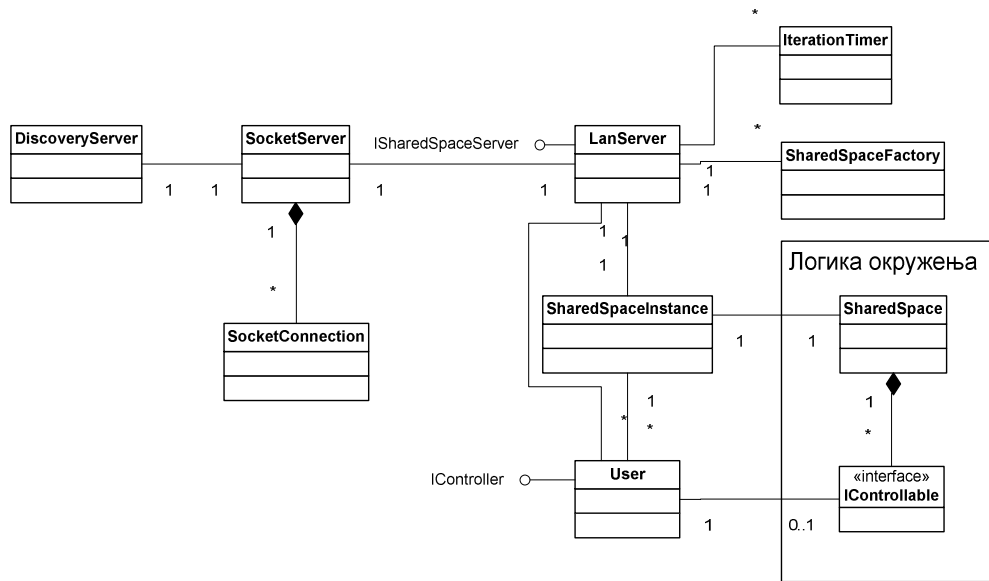 *
IterationTimer
DiscoveryServer
SocketServer
ISharedSpaceServer
LanServer
*
SharedSpaceFactory
1
1
1
1
1
1
1
1
1
1
*
Логика окружења
SharedSpaceInstance
SharedSpace
SocketConnection
1
1
1
*
*
1
*
IController
User
«interface»
IControllable
1
0..1